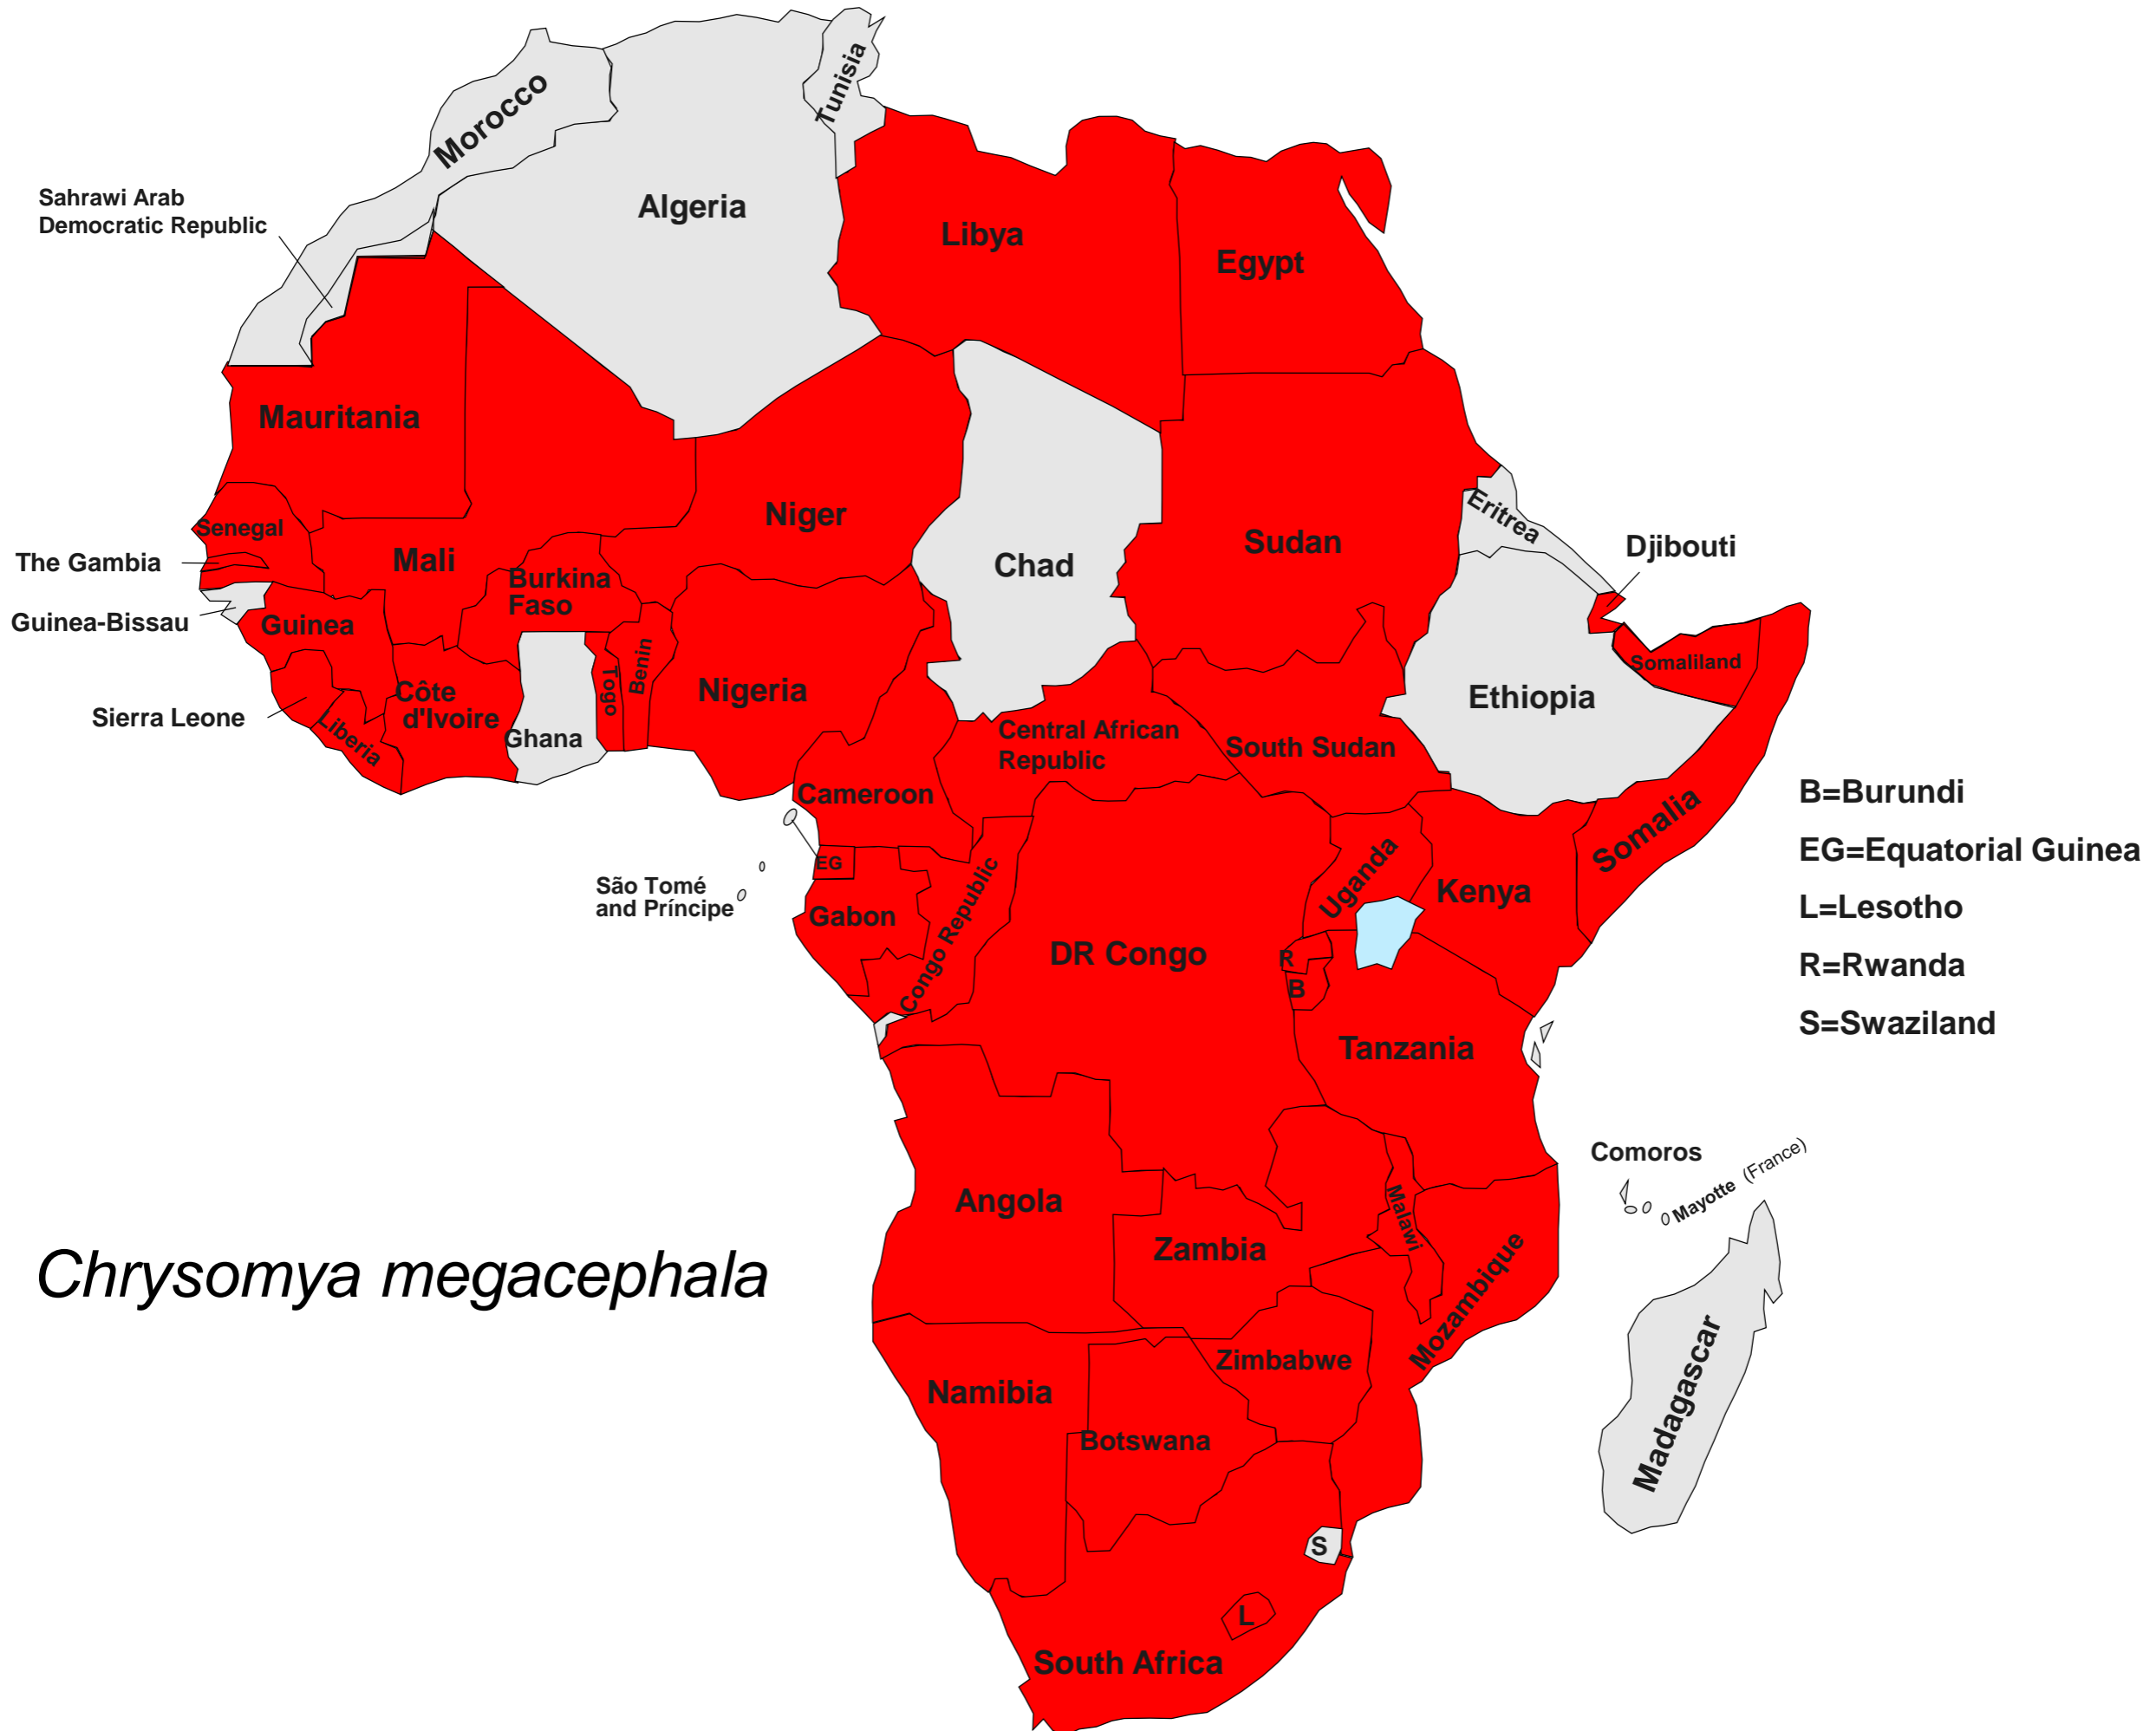 Morocco
Tunisia
Sahrawi Arab
Democratic Republic
Algeria
Libya
Egypt
Mauritania
Senegal
The Gambia
Guinea-Bissau
Mali
Niger
Chad
Sudan
Eritrea
Djibouti
Burkina
Faso
Guinea
Sierra Leone
Liberia
Côte
d'Ivoire
Ghana
Togo
Benin
Nigeria
Somaliland
Ethiopia
Central African
Republic
South Sudan
Cameroon
Somalia
EG
São Tomé
and Príncipe
Gabon
Congo Republic
DR Congo
Uganda
Kenya
R
B
Tanzania
B=Burundi
EG=Equatorial Guinea
L=Lesotho
R=Rwanda
S=Swaziland
Comoros
Mayotte (France)
Angola
Zambia
Malawi
Mozambique
Chrysomya megacephala
Zimbabwe
Namibia
Botswana
Madagascar
S
L
South Africa